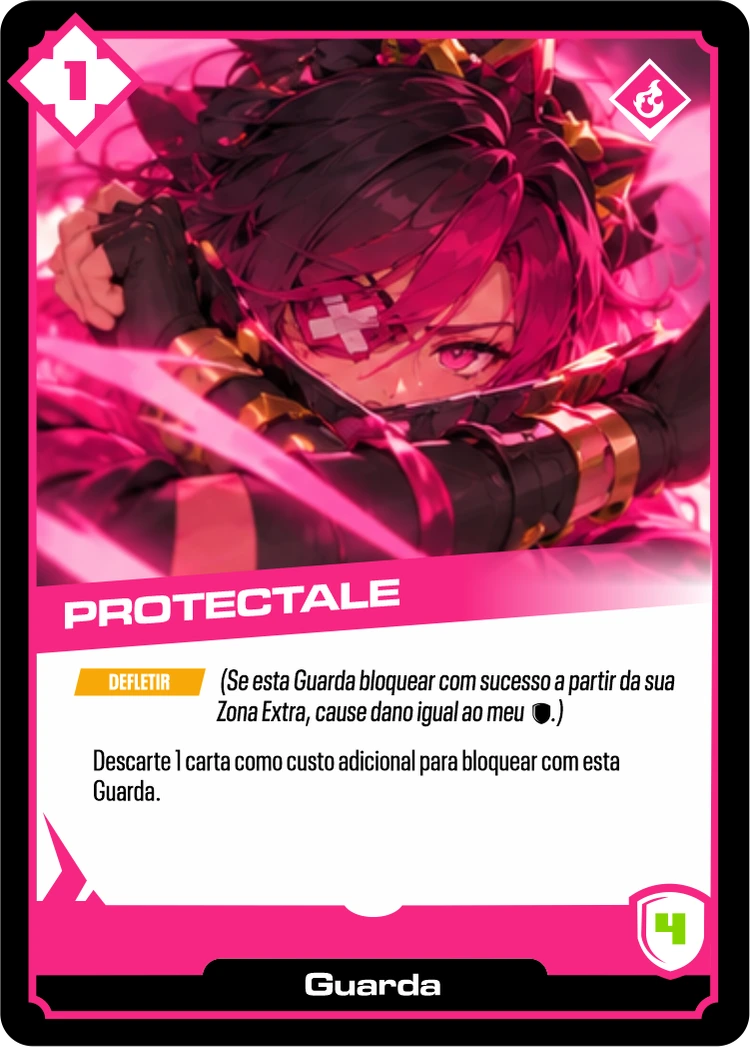 1
PROTECTALE
DEFLETIR (Se esta Guarda bloquear com sucesso a partir da sua
Zona Extra, cause dano igual ao meu .)
Descarte 1 carta como custo adicional para bloquear com esta
Guarda.
4
Guarda